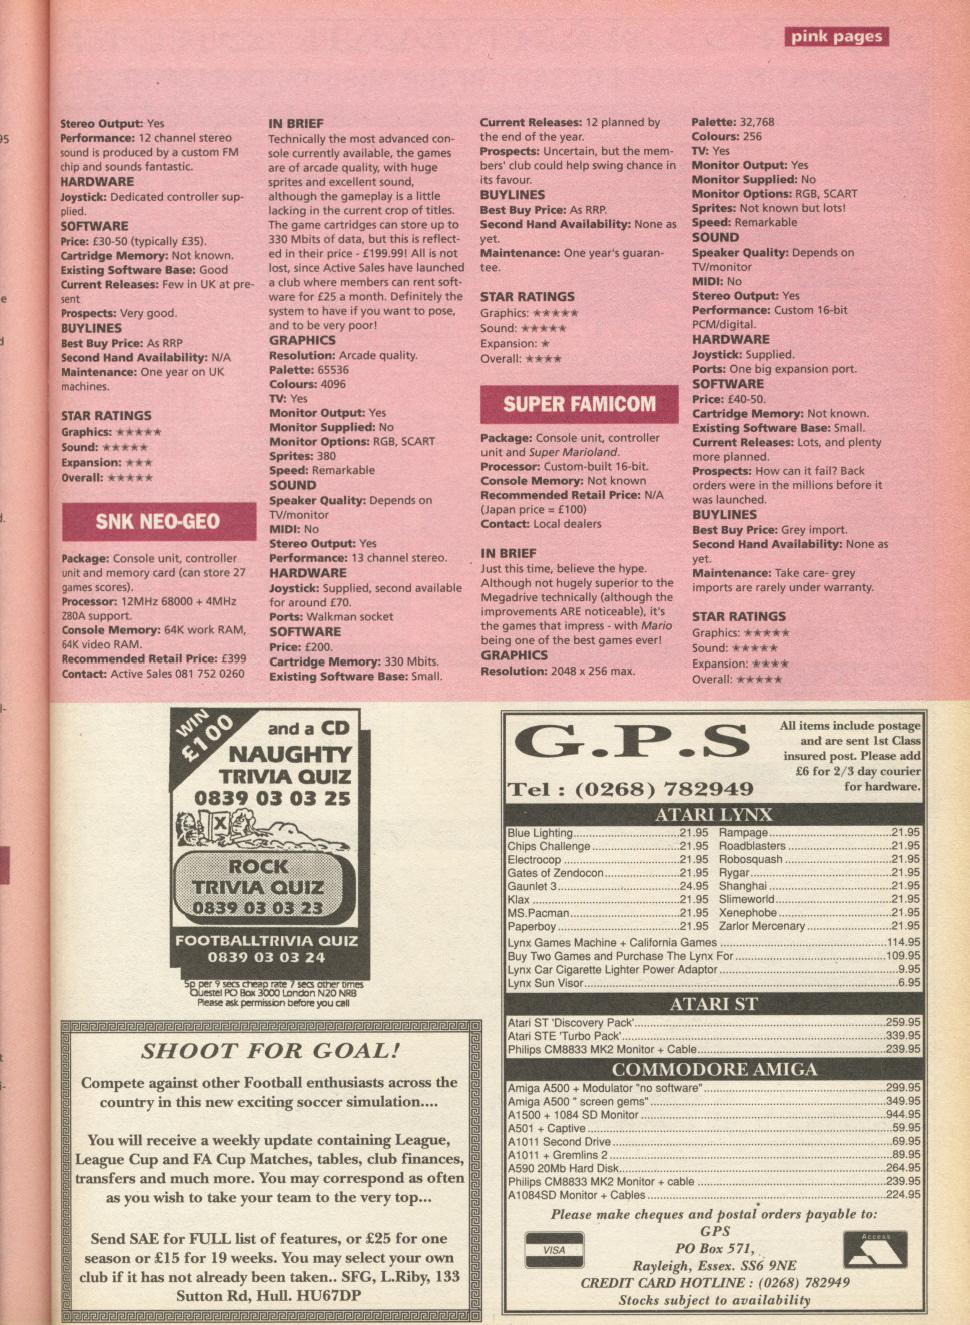 pink pages
Stereo Output: Yes
Performance: 12 channel stereo
sound is produced by a custom FM
chip and sounds fantastic.
HARDWARE
Joystick: Dedicated controller sup-
plied.
SOFTWARE
Price: £30-50 (typically £35).
Cartridge Memory: Not known.
Existing Software Base: Good
Current Releases: Few in UK at pre-
sent
Prospects: Very good.
BUYLINES
Best Buy Price: As RRP
Second Hand Availability: N/A
Maintenance: One year on UK
machines.
STAR RATINGS
Graphics: ★★★★★
Sound: ★★★★★
Expansion: ★★★
Overall: ★★★★★
SNK NEO-GEO
Package: Console unit, controller
unit and memory card (can store 27
games scores).
Processor: 12MHz 68000 + 4MHz
Z80A support.
Console Memory: 64K work RAM,
64K video RAM.
Recommended Retail Price: £399
Contact: Active Sales 081 752 0260
IN BRIEF
Technically the most advanced con-
sole currently available, the games
are of arcade quality, with huge
sprites and excellent sound,
although the gameplay is a little
lacking in the current crop of titles.
The game cartridges can store up to
330 Mbits of data, but this is reflect-
ed in their price - £199.99! All is not
lost, since Active Sales have launched
a club where members can rent soft-
ware for £25 a month. Definitely the
system to have if you want to pose,
and to be very poor!
GRAPHICS
Resolution: Arcade quality.
Palette: 65536
Colours: 4096
TV: Yes
Monitor Output: Yes
Monitor Supplied: No
Monitor Options: RGB, SCART
Sprites: 380
Speed: Remarkable
SOUND
Speaker Quality: Depends on
TV/monitor
MIDI: No
Stereo Output: Yes
Performance: 13 channel stereo.
HARDWARE
Joystick: Supplied, second available
for around £70.
Ports: Walkman socket
SOFTWARE
Price: £200.
Cartridge Memory: 330 Mbits.
Existing Software Base: Small.
Current Releases: 12 planned by
the end of the year.
Prospects: Uncertain, but the mem-
bers' club could help swing chance in
its favour.
BUYLINES
Best Buy Price: As RRP.
Second Hand Availability: None as
yet.
Maintenance: One year's guaran-
tee.
STAR RATINGS
Graphics: ★★★★★
Sound: ★★★★★
Expansion: ★
Overall: ★★★★
SUPER FAMICOM
Package: Console unit, controller
unit and Super Marioland.
Processor: Custom-built 16-bit.
Console Memory: Not known
Recommended Retail Price: N/A
(Japan price = £100)
Contact: Local dealers
IN BRIEF
Just this time, believe the hype.
Although not hugely superior to the
Megadrive technically (although the
improvements ARE noticeable), it's
the games that impress - with Mario
being one of the best games ever!
GRAPHICS
Resolution: 2048 x 256 max.
Palette: 32,768
Colours: 256
TV: Yes
Monitor Output: Yes
Monitor Supplied: No
Monitor Options: RGB, SCART
Sprites: Not known but lots!
Speed: Remarkable
SOUND
Speaker Quality: Depends on
TV/monitor
MIDI: No
Stereo Output: Yes
Performance: Custom 16-bit
PCM/digital.
HARDWARE
Joystick: Supplied.
Ports: One big expansion port.
SOFTWARE
Price: £40-50.
Cartridge Memory: Not known.
Existing Software Base: Small.
Current Releases: Lots, and plenty
more planned.
Prospects: How can it fail? Back
orders were in the millions before it
was launched.
BUYLINES
Best Buy Price: Grey import.
Second Hand Availability: None as
yet.
Maintenance: Take care- grey
imports are rarely under warranty.
STAR RATINGS
Graphics: ★★★★★
Sound: ★★★★★
Expansion: ★★★★
Overall: ★★★★★
WIN
£100
and a CD
NAUGHTY
TRIVIA QUIZ
0839 03 03 25
X
ROCK
TRIVIA QUIZ
0839 03 03 23
FOOTBALLTRIVIA QUIZ
0839 03 03 24
5p per 9 secs cheap rate 7 secs other times
Questel PO Box 3000 London N20 NRB
Please ask permission before you call
SHOOT FOR GOAL!
Compete against other Football enthusiasts across the
country in this new exciting soccer simulation....
You will receive a weekly update containing League,
League Cup and FA Cup Matches, tables, club finances,
transfers and much more. You may correspond as often
as you wish to take your team to the very top...
Send SAE for FULL list of features, or £25 for one
season or £15 for 19 weeks. You may select your own
club if it has not already been taken.. SFG, L.Riby, 133
Sutton Rd, Hull. HU67DP
G.P.S
Tel : (0268) 782949
All items include postage
and are sent 1st Class
insured post. Please add
£6 for 2/3 day courier
for hardware.
ATARI LYNX
Blue Lighting 21.95 Rampage 21.95
Chips Challenge 21.95 Roadblasters 21.95
Electrocop 21.95 Robosquash 21.95
Gates of Zendocon 21.95 Rygar 21.95
Gaunlet 3 24.95 Shanghai 21.95
Klax 21.95 Slimeworld 21.95
MS.Pacman 21.95 Xenephobe 21.95
Paperboy 21.95 Zarlor Mercenary 21.95
Lynx Games Machine + California Games 114.95
Buy Two Games and Purchase The Lynx For 109.95
Lynx Car Cigarette Lighter Power Adaptor 9.95
Lynx Sun Visor 6.95
ATARI ST
Atari ST 'Discovery Pack' 259.95
Atari STE 'Turbo Pack' 339.95
Philips CM8833 MK2 Monitor + Cable 239.95
COMMODORE AMIGA
Amiga A500 + Modulator "no software" 299.95
Amiga A500 " screen gems" 349.95
A1500 + 1084 SD Monitor 944.95
A501 + Captive 59.95
A1011 Second Drive 69.95
A1011 + Gremlins 2 89.95
A590 20Mb Hard Disk 264.95
Philips CM8833 MK2 Monitor + cable 239.95
A1084SD Monitor + Cables 224.95
Please make cheques and postal orders payable to:
GPS
PO Box 571,
Rayleigh, Essex. SS6 9NE
CREDIT CARD HOTLINE : (0268) 782949
Stocks subject to availability
VISA
Access